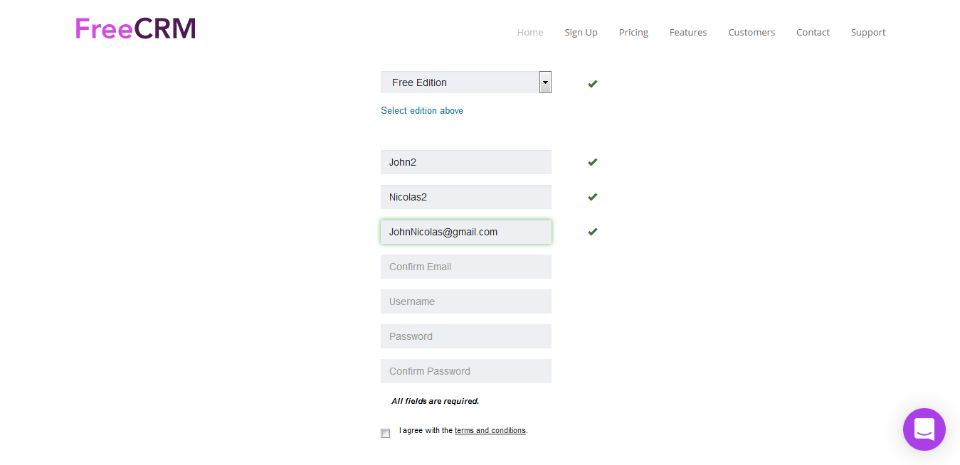 FreeCRM
Home Sign Up Pricing Features Customers Contact Support
Free Edition
Select edition above
John2
Nicolas2
JohnNicolas@gmail.com
Confirm Email
Username
Password
Confirm Password
All fields are required.
I agree with the terms and conditions.